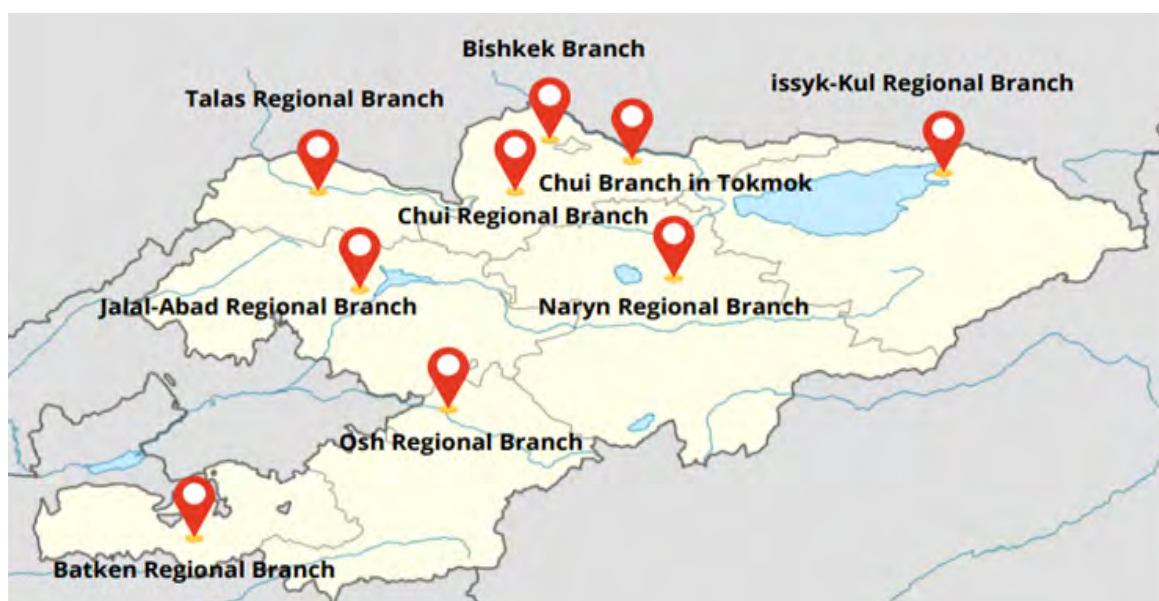 Bishkek Branch
issyk-Kul Regional Branch
Talas Regional Branch
Chui Branch in Tokmok
Chui Regional Branch
Jalal-Abad Regional Branch
Naryn Regional Branch
Osh Regional Branch
Batken Regional Branch